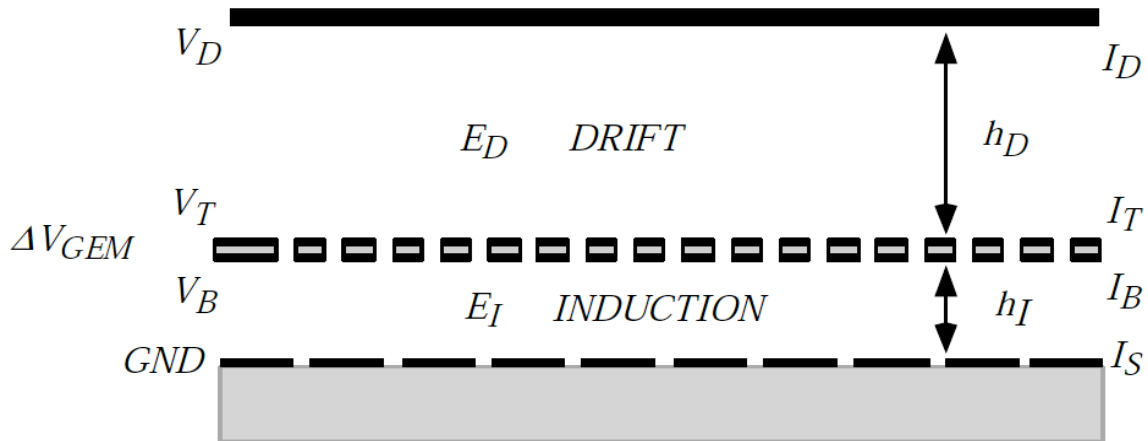 V_D I_D
E_D DRIFT h_D
V_T I_T
ΔV_GEM
V_B I_B
E_I INDUCTION h_I
GND I_S